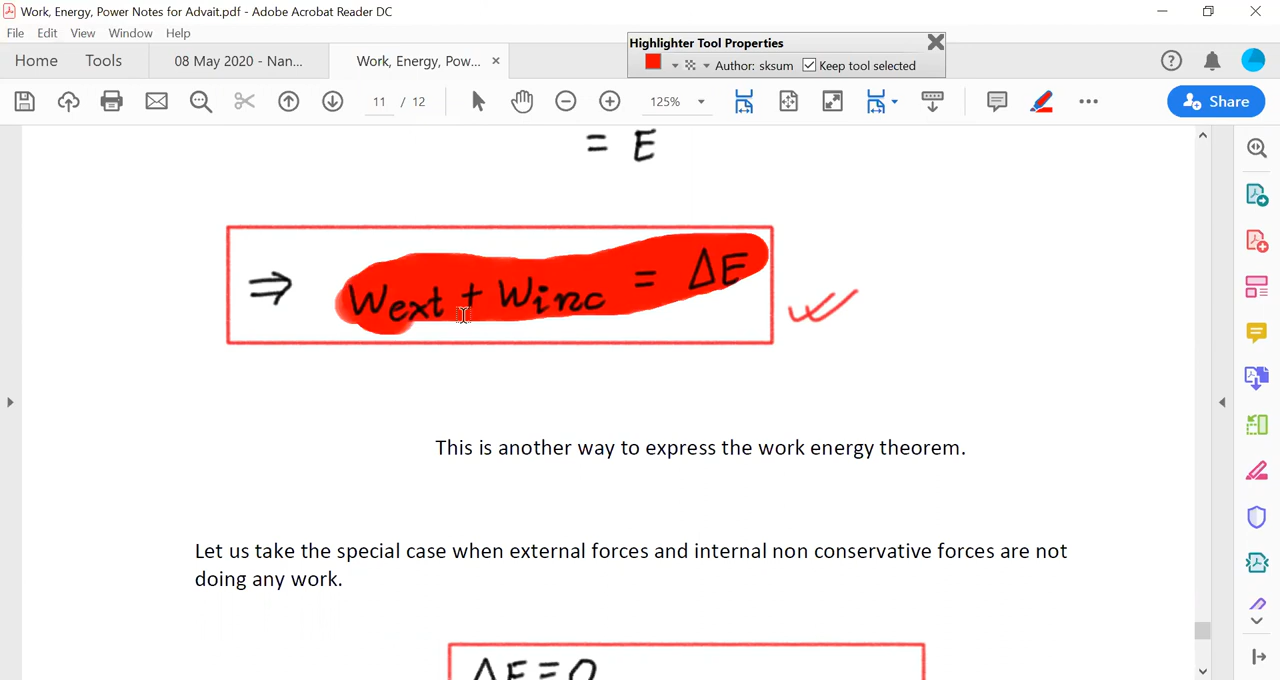 Work, Energy, Power Notes for Advait.pdf - Adobe Acrobat Reader DC
File Edit View Window Help
Highlighter Tool Properties
Author: sksum Keep tool selected
Home Tools 08 May 2020 - Nan... Work, Energy, Pow...
11 / 12 125% Share
= E
⇒ Wext + Winc = ΔE
This is another way to express the work energy theorem.
Let us take the special case when external forces and internal non conservative forces are not
doing any work.
ΔE = 0